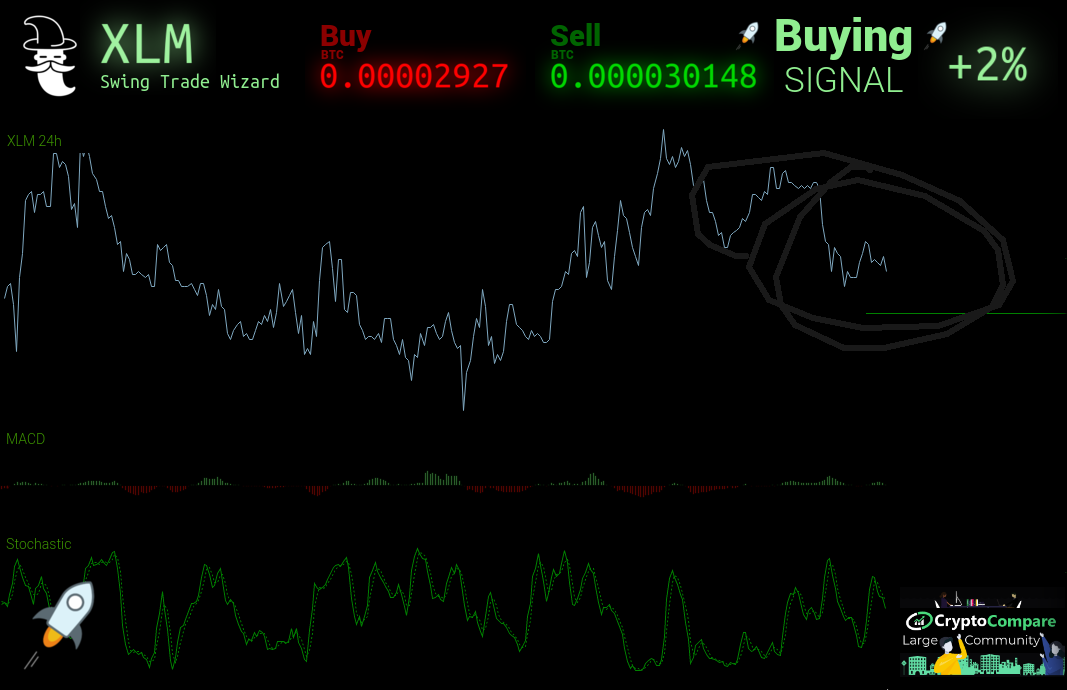 XLM
Swing Trade Wizard
Buy
BTC
0.00002927
Sell
BTC
0.000030148
Buying
SIGNAL
+2%
XLM 24h
MACD
Stochastic
CryptoCompare
Large Community